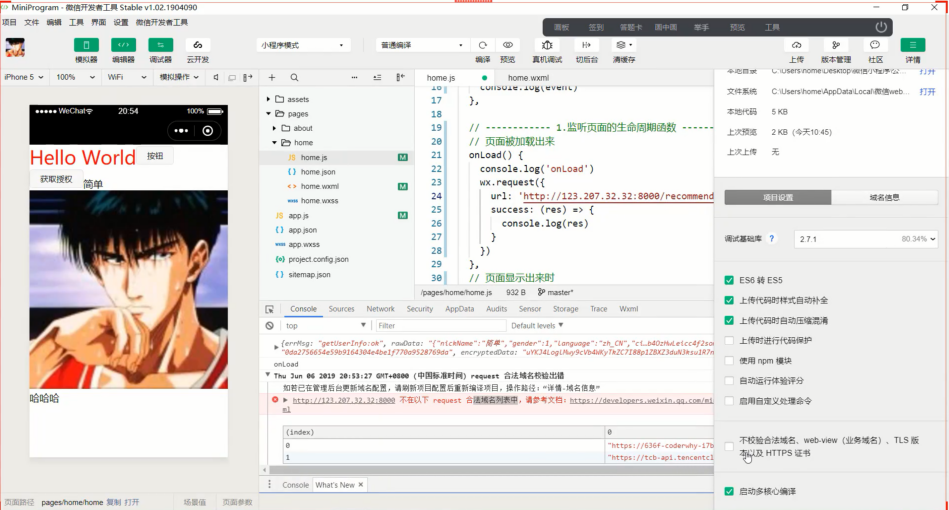 MiniProgram - 微信开发者工具 Stable v1.02.1904090
项目 文件 编辑 工具 界面 设置 微信开发者工具
画板 签到 答题卡 画中画 举手 预览 工具
模拟器 编辑器 调试器 云开发
小程序模式 普通编译
编译 预览 真机调试 切后台 清缓存
上传 版本管理 社区 详情
iPhone 5 100% WiFi 模拟操作
WeChat 20:54 100%
Hello World 按钮
获取授权 简单
哈哈哈
页面路径 pages/home/home 复制 打开 场景值 页面参数
assets
pages
about
home
JS home.js M
{ } home.json
<> home.wxml M
wxss home.wxss
JS app.js M
{ } app.json
wxss app.wxss
{o} project.config.json
{ } sitemap.json
home.js home.wxml
16 console.log(event)
17 },
18
19 // ------------ 1.监听页面的生命周期函数 ------
20 // 页面被加载出来
21 onLoad() {
22 console.log('onLoad')
23 wx.request({
24 url: 'http://123.207.32.32:8000/recommend
25 success: (res) => {
26 console.log(res)
27 }
28 })
29 },
30 // 页面显示出来时
/pages/home/home.js 932 B master*
Console Sources Network Security AppData Audits Sensor Storage Trace Wxml
top Filter Default levels
{errMsg: "getUserInfo:ok", rawData: "{"nickName":"简单","gender":1,"language":"zh_CN","ci…
onLoad
Thu Jun 06 2019 20:53:27 GMT+0800 (中国标准时间) request 合法域名校验出错
如若已在管理后台更新域名配置，请刷新项目配置后重新编译项目，操作路径：“详情-域名信息”
http://123.207.32.32:8000 不在以下 request 合法域名列表中，请参考文档：https://developers.weixin.qq.com/mi
ml
(index) 0
0 "https://636f-coderwhy-17b
1 "https://tcb-api.tencentcl
Console What's New ×
本地目录 C:\Users\home\Desktop\微信小程序\公... 打开
文件系统 C:\Users\home\AppData\Local\微信web... 打开
本地代码 5 KB
上次预览 2 KB（今天10:45）
上次上传 无
项目设置 域名信息
调试基础库 ? 2.7.1 80.34%
ES6 转 ES5
上传代码时样式自动补全
上传代码时自动压缩混淆
上传时进行代码保护
使用 npm 模块
自动运行体验评分
启用自定义处理命令
不校验合法域名、web-view（业务域名）、TLS 版
本以及 HTTPS 证书
启动多核心编译